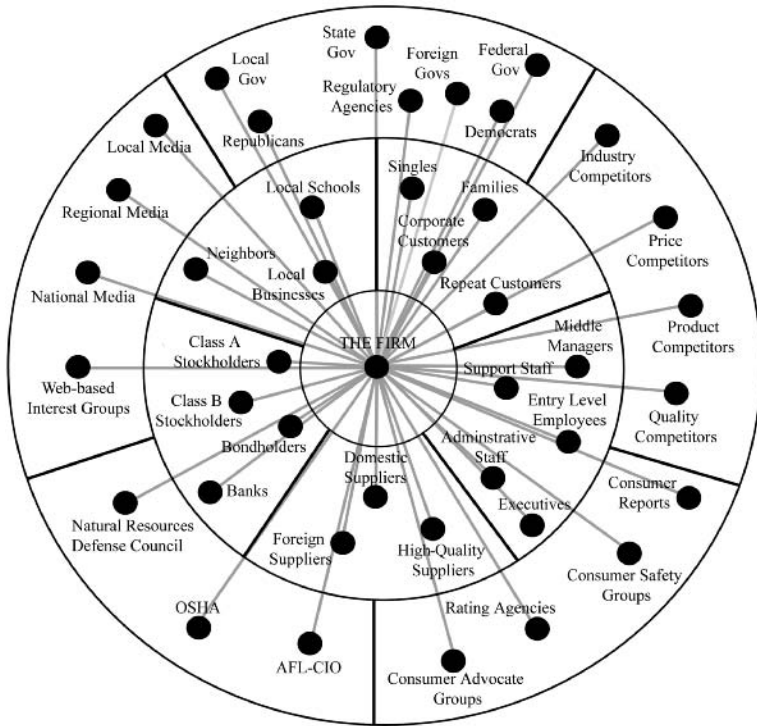 State
Gov
Foreign
Govs
Federal
Gov
Local
Gov
Regulatory
Agencies
Republicans
Democrats
Local Media
Industry
Competitors
Singles
Local Schools
Families
Regional Media
Corporate
Customers
Price
Competitors
Neighbors
Local
Businesses
Repeat Customers
National Media
Product
Competitors
Class A
Stockholders
THE FIRM
Middle
Managers
Support Staff
Web-based
Interest Groups
Class B
Stockholders
Entry Level
Employees
Quality
Competitors
Bondholders
Domestic
Suppliers
Adminstrative
Staff
Consumer
Reports
Banks
Executives
Natural Resources
Defense Council
Foreign
Suppliers
High-Quality
Suppliers
Consumer Safety
Groups
OSHA
Rating Agencies
AFL-CIO
Consumer Advocate
Groups